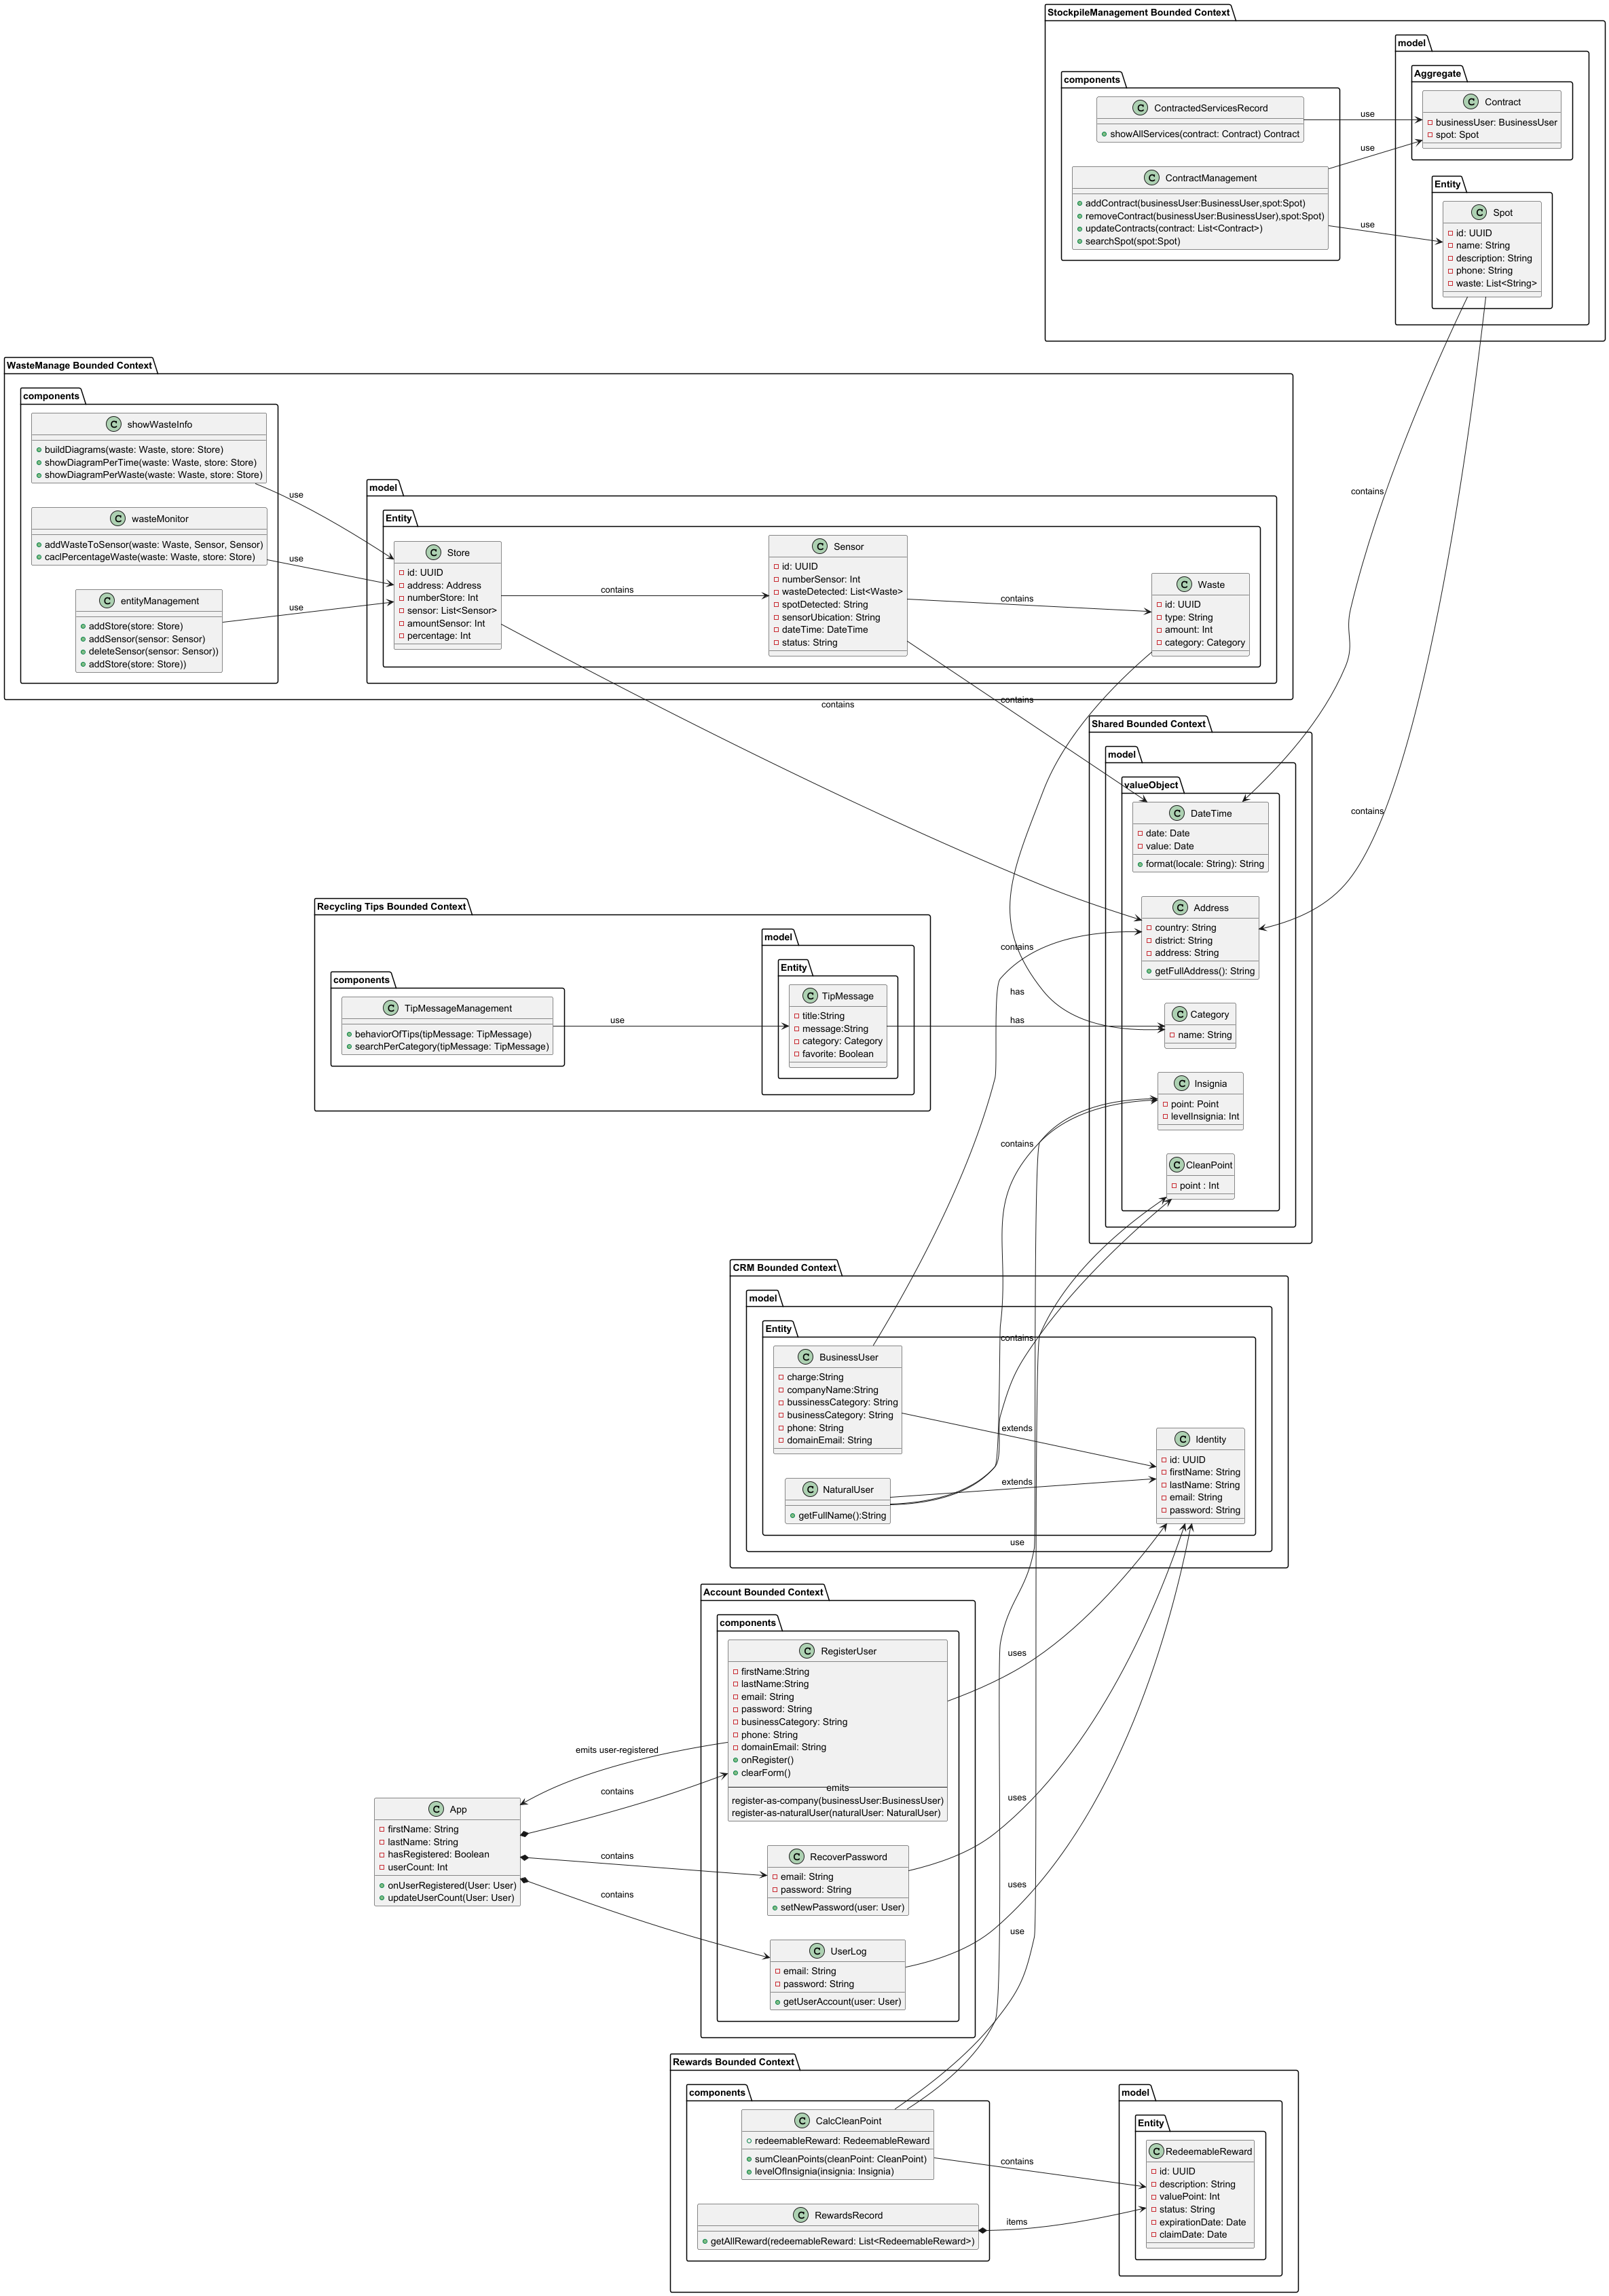 StockpileManagement Bounded Context
components
ContractedServicesRecord
showAllServices(contract: Contract) Contract
ContractManagement
addContract(businessUser:BusinessUser,spot:Spot)
removeContract(businessUser:BusinessUser),spot:Spot)
updateContracts(contract: List<Contract>)
searchSpot(spot:Spot)
use
use
use
model
Aggregate
Contract
businessUser: BusinessUser
spot: Spot
Entity
Spot
id: UUID
name: String
description: String
phone: String
waste: List<String>
contains
contains
WasteManage Bounded Context
components
showWasteInfo
buildDiagrams(waste: Waste, store: Store)
showDiagramPerTime(waste: Waste, store: Store)
showDiagramPerWaste(waste: Waste, store: Store)
wasteMonitor
addWasteToSensor(waste: Waste, Sensor, Sensor)
caclPercentageWaste(waste: Waste, store: Store)
entityManagement
addStore(store: Store)
addSensor(sensor: Sensor)
deleteSensor(sensor: Sensor))
addStore(store: Store))
use
use
use
model
Entity
Store
id: UUID
address: Address
numberStore: Int
sensor: List<Sensor>
amountSensor: Int
percentage: Int
contains
Sensor
id: UUID
numberSensor: Int
wasteDetected: List<Waste>
spotDetected: String
sensorUbication: String
dateTime: DateTime
status: String
contains
Waste
id: UUID
type: String
amount: Int
category: Category
contains
contains
Shared Bounded Context
model
valueObject
DateTime
date: Date
value: Date
format(locale: String): String
Address
country: String
district: String
address: String
getFullAddress(): String
Category
name: String
Insignia
point: Point
levelInsignia: Int
CleanPoint
point : Int
Recycling Tips Bounded Context
components
TipMessageManagement
behaviorOfTips(tipMessage: TipMessage)
searchPerCategory(tipMessage: TipMessage)
use
model
Entity
TipMessage
title:String
message:String
category: Category
favorite: Boolean
contains
has
has
contains
CRM Bounded Context
model
Entity
contains
BusinessUser
charge:String
companyName:String
bussinessCategory: String
businessCategory: String
phone: String
domainEmail: String
extends
NaturalUser
getFullName():String
extends
Identity
id: UUID
firstName: String
lastName: String
email: String
password: String
use
Account Bounded Context
components
RegisterUser
firstName:String
lastName:String
email: String
password: String
businessCategory: String
phone: String
domainEmail: String
onRegister()
clearForm()
emits
register-as-company(businessUser:BusinessUser)
register-as-naturalUser(naturalUser: NaturalUser)
uses
emits user-registered
contains
App
firstName: String
lastName: String
hasRegistered: Boolean
userCount: Int
onUserRegistered(User: User)
updateUserCount(User: User)
contains
contains
RecoverPassword
email: String
password: String
setNewPassword(user: User)
uses
UserLog
email: String
password: String
getUserAccount(user: User)
uses
use
Rewards Bounded Context
components
CalcCleanPoint
redeemableReward: RedeemableReward
sumCleanPoints(cleanPoint: CleanPoint)
levelOfInsignia(insignia: Insignia)
RewardsRecord
getAllReward(redeemableReward: List<RedeemableReward>)
contains
items
model
Entity
RedeemableReward
id: UUID
description: String
valuePoint: Int
status: String
expirationDate: Date
claimDate: Date